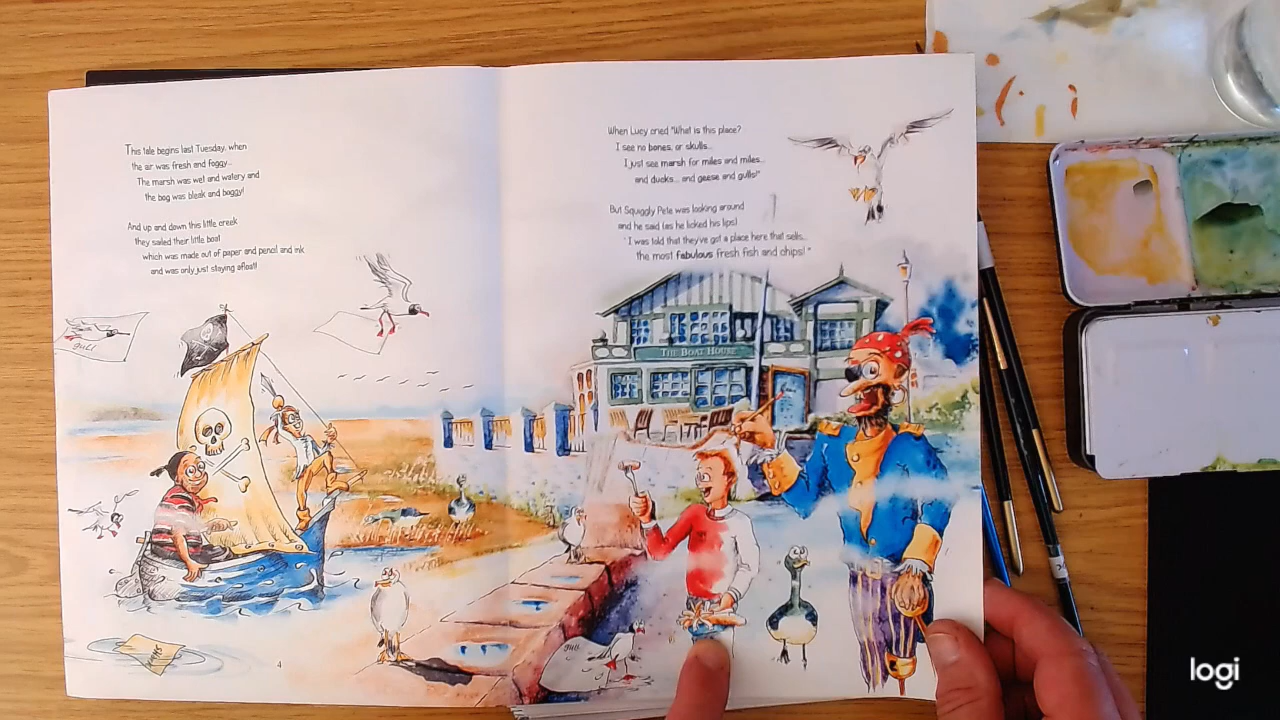 This tale begins last Tuesday, when
the air was fresh and foggy...
The marsh was wet and watery and
the bog was bleak and boggy!
And up and down this little creek
they sailed their little boat
which was made out of paper and pencil and ink
and was only just staying afloat!
gull
4
When Lucy cried "What is this place?
I see no bones, or skulls...
I just see marsh for miles and miles...
and ducks... and geese and gulls!"
But Squiggly Pete was looking around
and he said (as he licked his lips)
"I was told that they've got a place here that sells...
the most fabulous fresh fish and chips! "
THE BOAT HOUSE
gull
logi